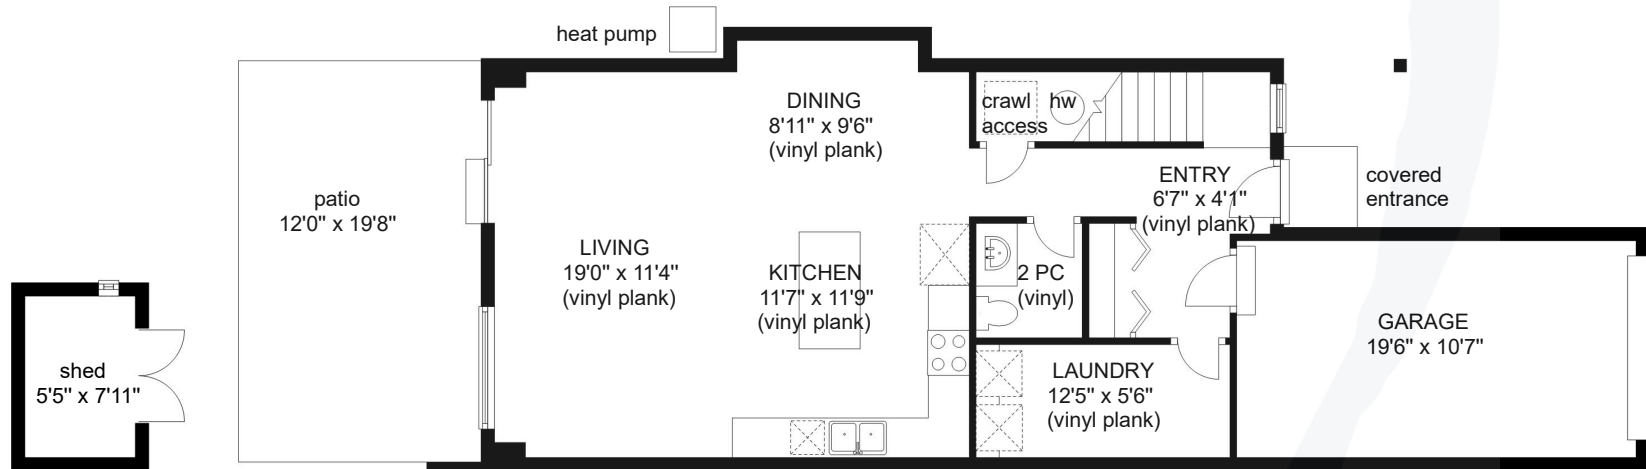 heat pump
DINING
8'11" x 9'6"
(vinyl plank)
crawl hw
access
patio
12'0" x 19'8"
ENTRY
6'7" x 4'1"
(vinyl plank)
covered
entrance
LIVING
19'0" x 11'4"
(vinyl plank)
KITCHEN
11'7" x 11'9"
(vinyl plank)
2 PC
(vinyl)
GARAGE
19'6" x 10'7"
shed
5'5" x 7'11"
LAUNDRY
12'5" x 5'6"
(vinyl plank)